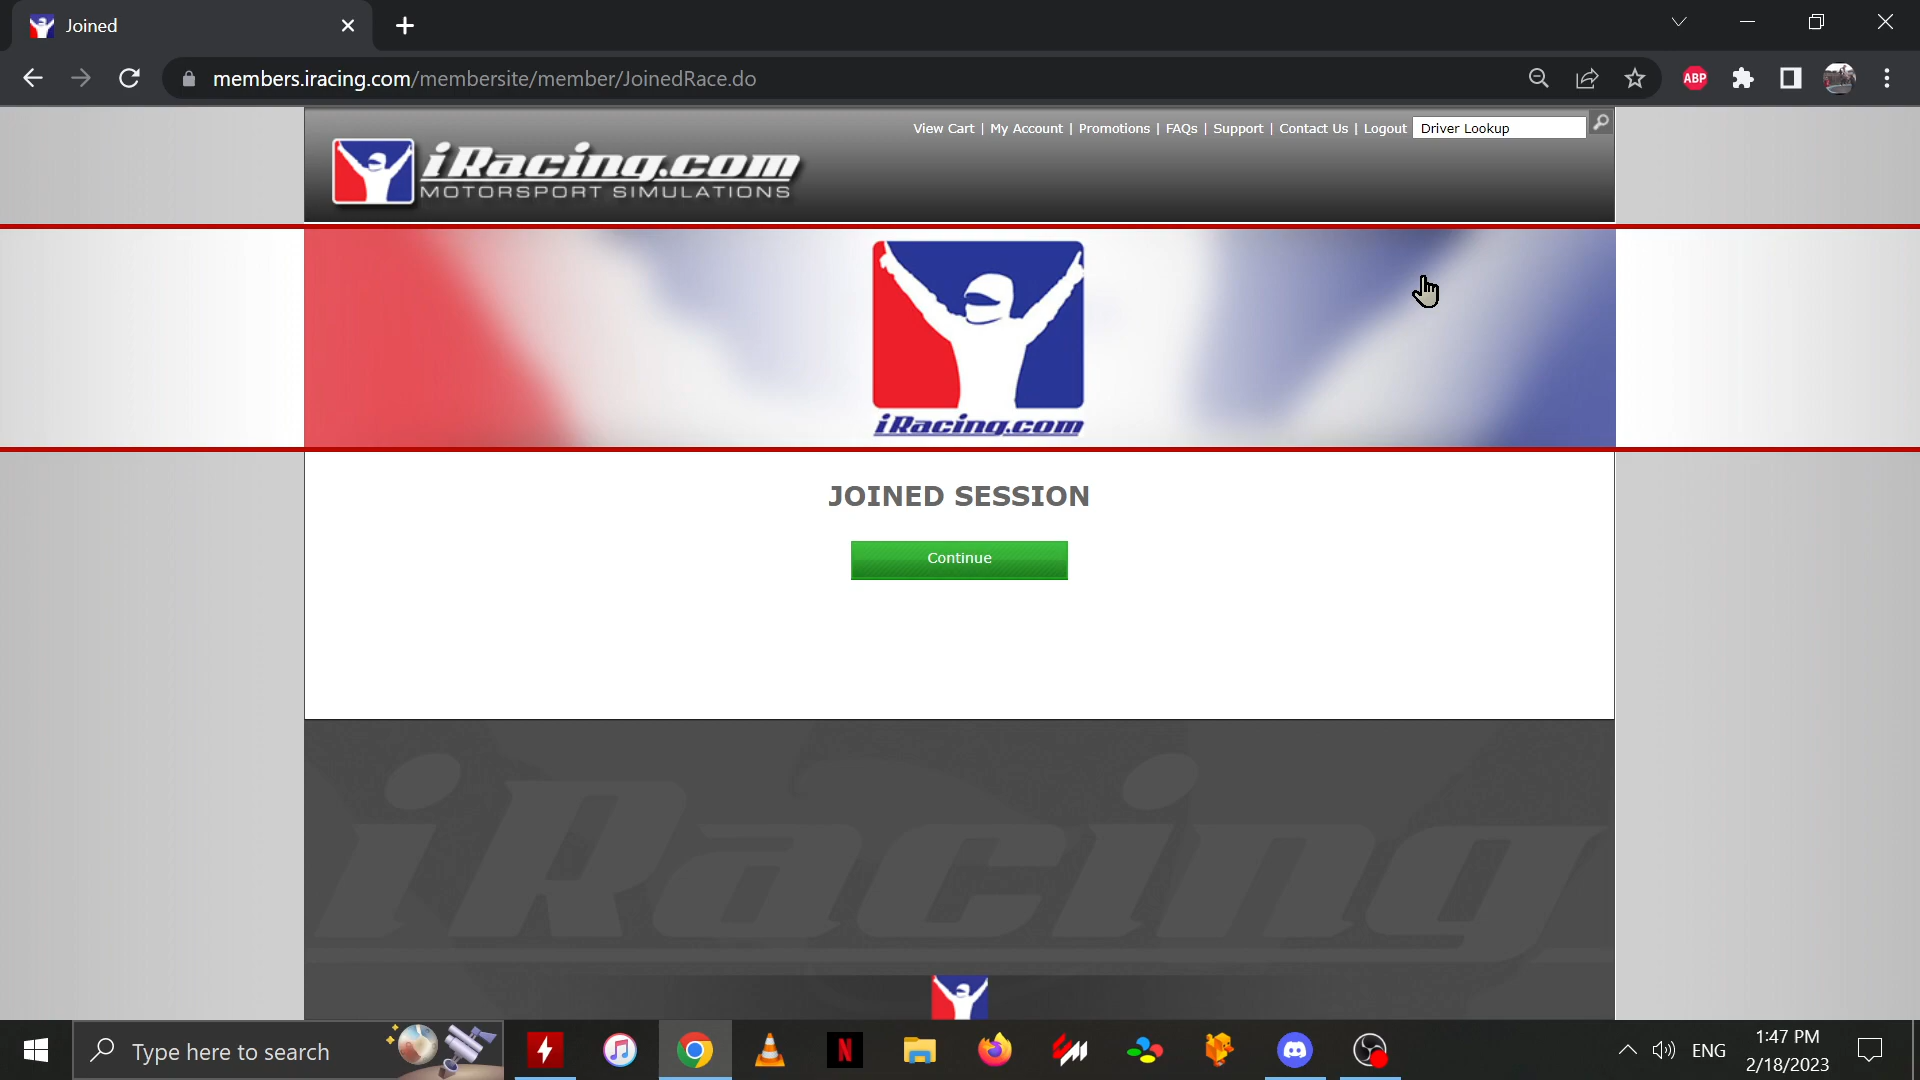 Joined
members.iracing.com/membersite/member/JoinedRace.do
ABP
View Cart | My Account | Promotions | FAQs | Support | Contact Us | Logout
Driver Lookup
iRacing.com
MOTORSPORT SIMULATIONS
iRacing.com
JOINED SESSION
Continue
iRacing
Type here to search
N
ENG
1:47 PM
2/18/2023